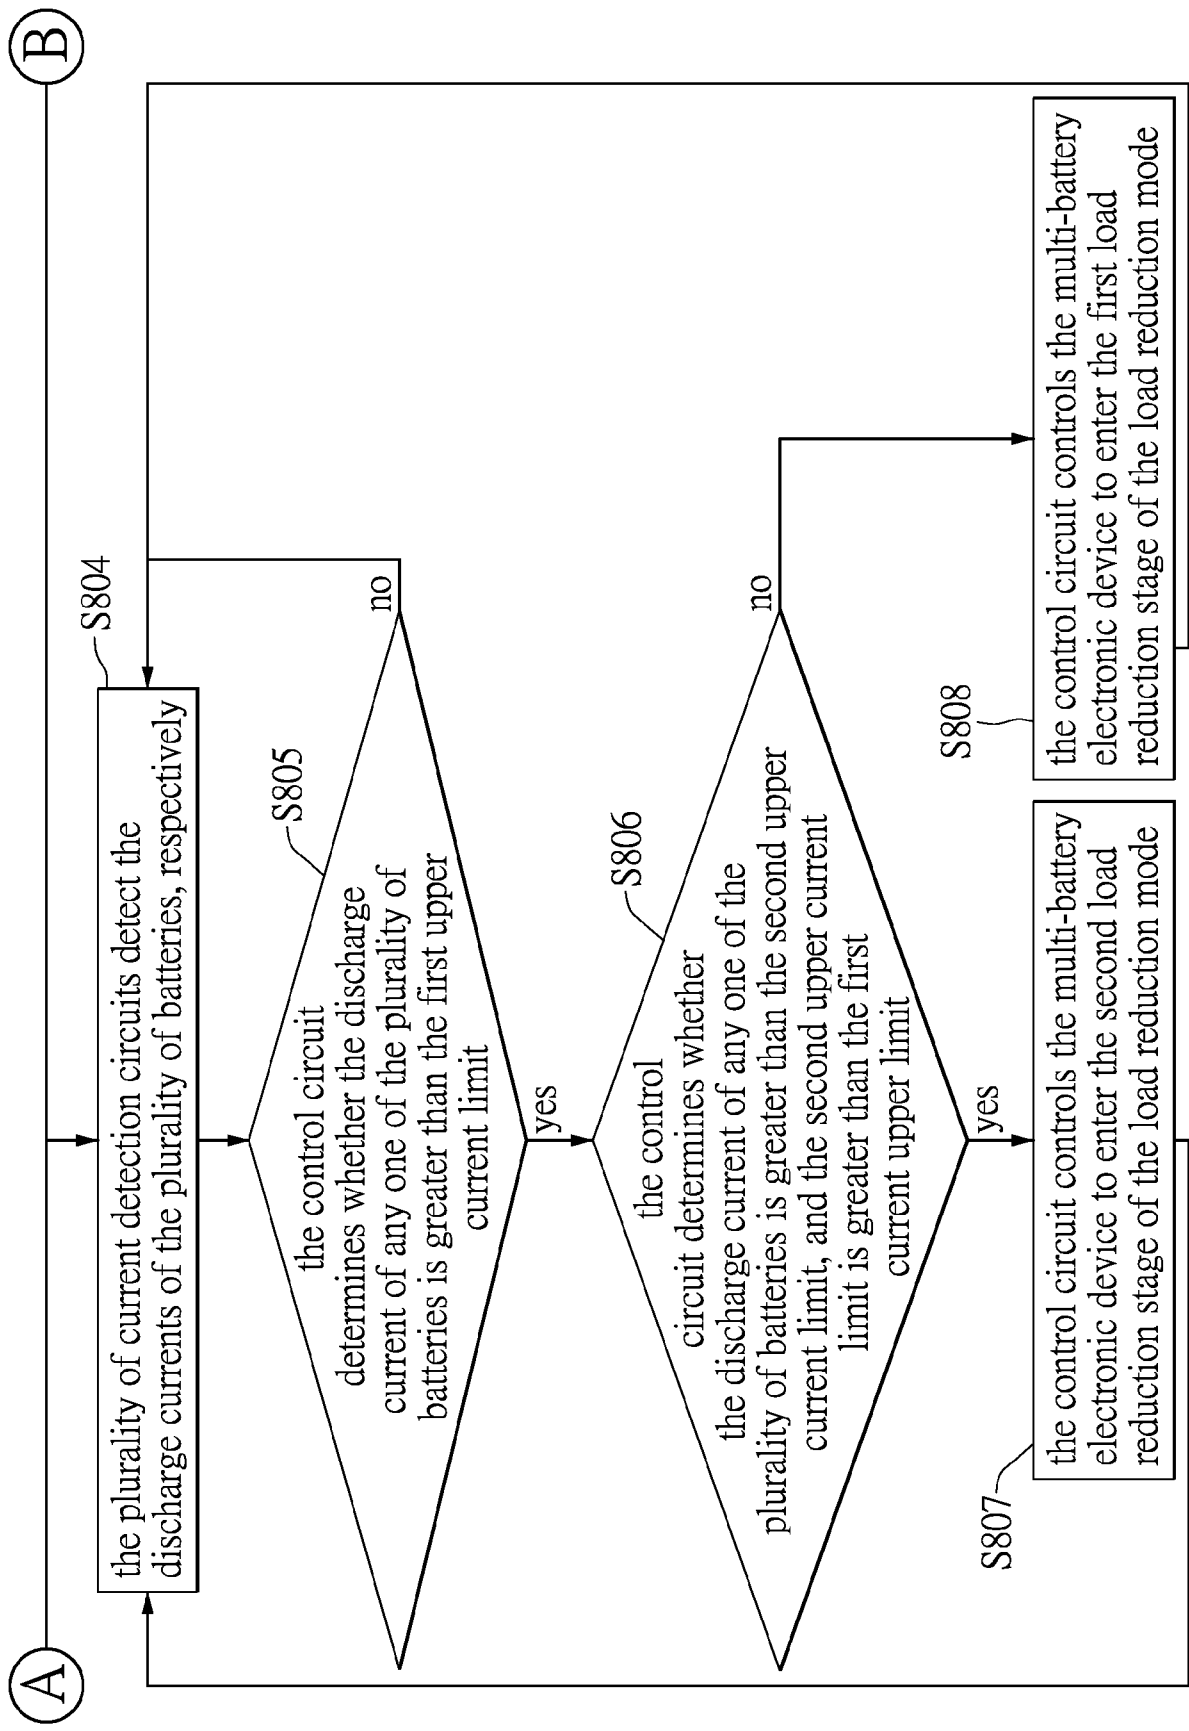 A
B
S804
the plurality of current detection circuits detect the
discharge currents of the plurality of batteries, respectively
S805
the control circuit
determines whether the discharge
current of any one of the plurality of
batteries is greater than the first upper
current limit
no
yes
S806
the control
circuit determines whether
the discharge current of any one of the
plurality of batteries is greater than the second upper
current limit, and the second upper current
limit is greater than the first
current upper limit
no
yes
S807
the control circuit controls the multi-battery
electronic device to enter the second load
reduction stage of the load reduction mode
S808
the control circuit controls the multi-battery
electronic device to enter the first load
reduction stage of the load reduction mode